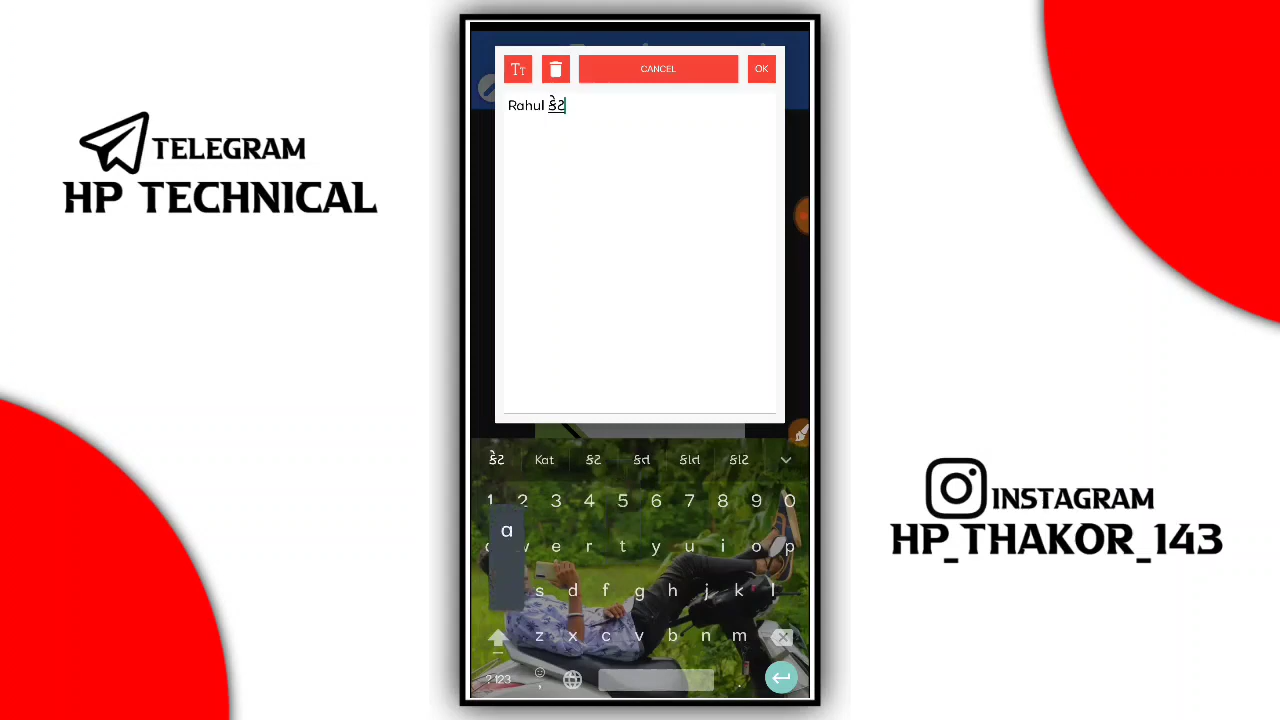 TELEGRAM
HP TECHNICAL
CANCEL
OK
Rahul કેટ
કેટ Kat કટ કત કાત કાટ
1 2 3 4 5 6 7 8 9 0
a
e r t y u i o p
s d f g h j k l
z x c v b n m
?123 , .
INSTAGRAM
HP_THAKOR_143